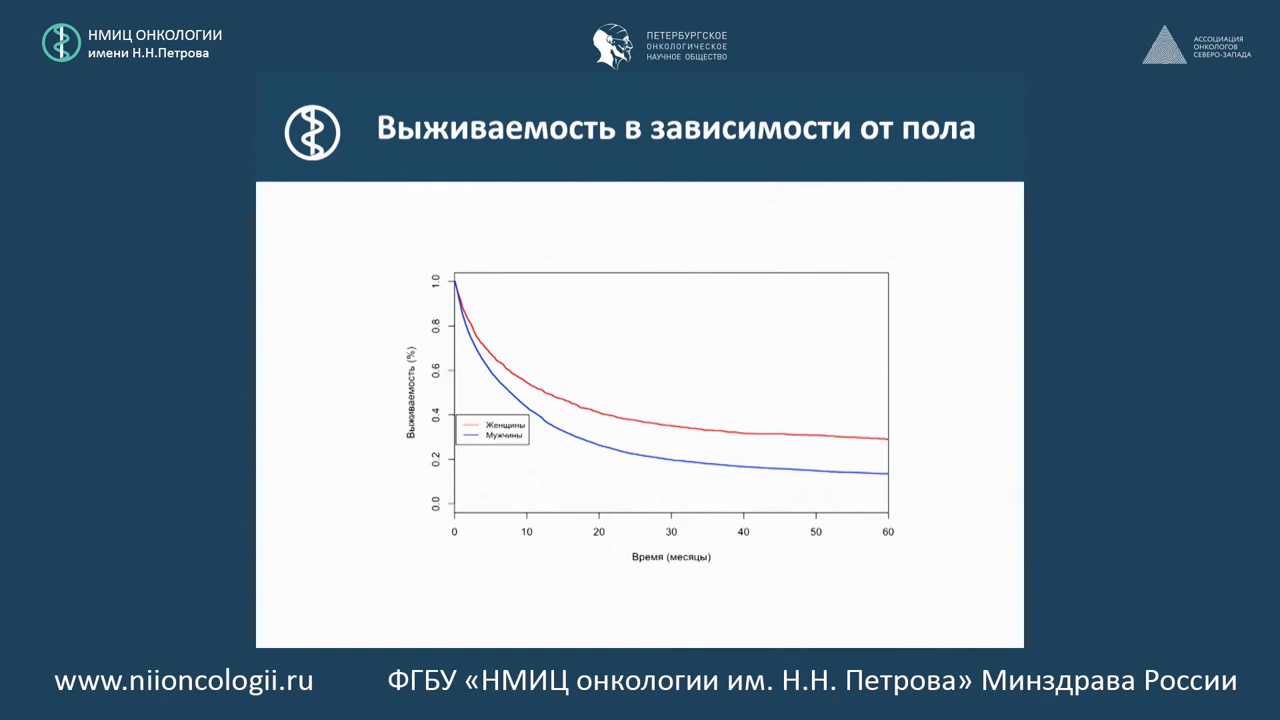 НМИЦ ОНКОЛОГИИ
имени Н.Н.Петрова
ПЕТЕРБУРГСКОЕ
ОНКОЛОГИЧЕСКОЕ
НАУЧНОЕ ОБЩЕСТВО
АССОЦИАЦИЯ
ОНКОЛОГОВ
СЕВЕРО-ЗАПАДА
Выживаемость в зависимости от пола
Выживаемость (%)
1.0
0.8
0.6
0.4
0.2
0.0
Женщины
Мужчины
0 10 20 30 40 50 60
Время (месяцы)
www.niioncologii.ru
ФГБУ «НМИЦ онкологии им. Н.Н. Петрова» Минздрава России